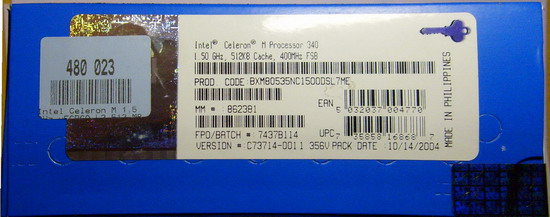 480 023
Intel Celeron M 1.5
Intel® Celeron® M Processor 340
1.50 GHz, 512KB Cache, 400MHz FSB
PROD CODE: BXM80535NC1500DSL7ME
MM # 862381
EAN
5 032037 004770
FPO/BATCH # 7437B114
UPC
7 35858 16868 7
VERSION # C73714-001 356V PACK DATE: 10/14/2004
MADE IN PHILIPPINES